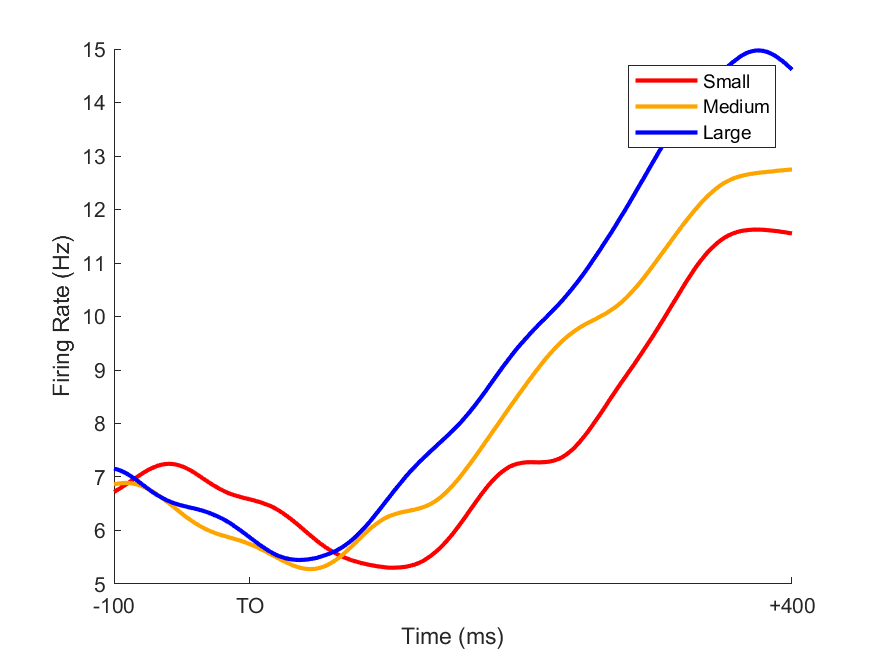 15
14
13
12
11
10
9
8
7
6
5
Firing Rate (Hz)
Small
Medium
Large
-100
TO
+400
Time (ms)